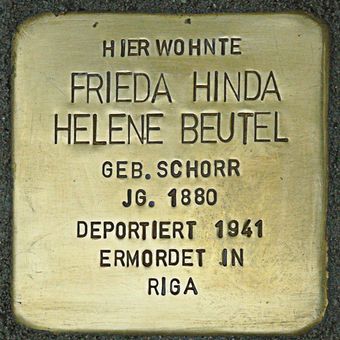 HIER WOHNTE
FRIEDA HINDA
HELENE BEUTEL
GEB. SCHORR
JG. 1880
DEPORTIERT 1941
ERMORDET IN
RIGA